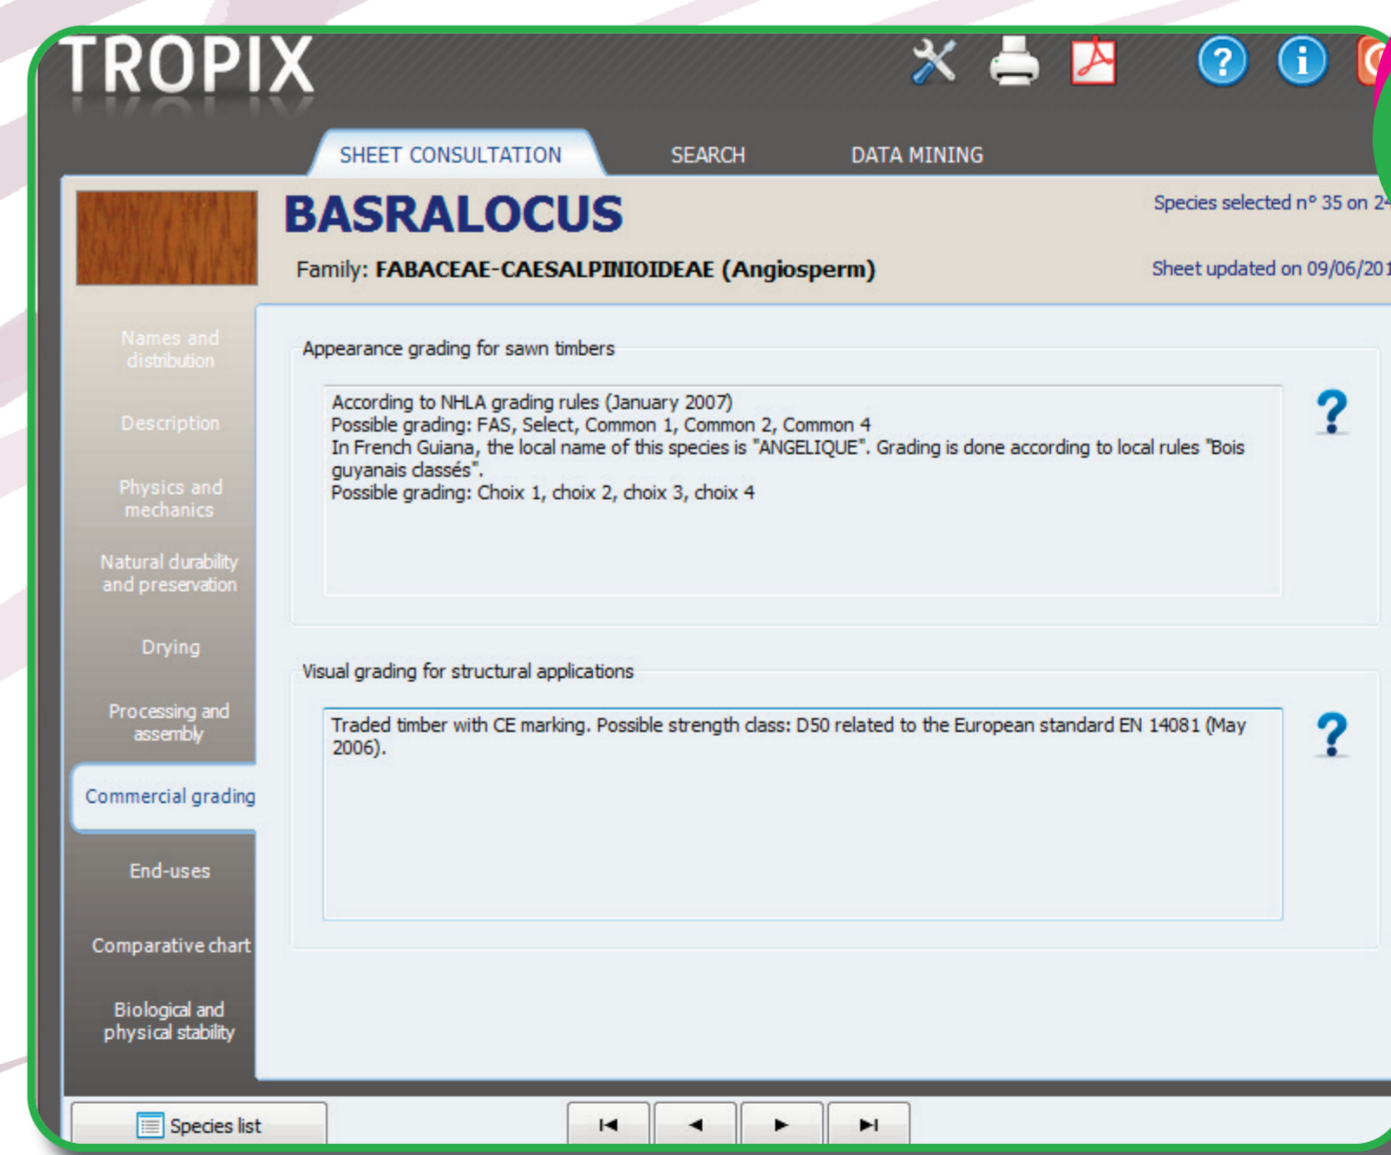 TROPIX
SHEET CONSULTATION
SEARCH
DATA MINING
BASRALOCUS
Species selected n° 35 on 24
Family: FABACEAE-CAESALPINIOIDEAE (Angiosperm)
Sheet updated on 09/06/201
Names and
distribution
Description
Physics and
mechanics
Natural durability
and preservation
Drying
Processing and
assembly
Commercial grading
End-uses
Comparative chart
Biological and
physical stability
Appearance grading for sawn timbers
According to NHLA grading rules (January 2007)
Possible grading: FAS, Select, Common 1, Common 2, Common 4
In French Guiana, the local name of this species is "ANGELIQUE". Grading is done according to local rules "Bois
guyanais classés".
Possible grading: Choix 1, choix 2, choix 3, choix 4
?
Visual grading for structural applications
Traded timber with CE marking. Possible strength class: D50 related to the European standard EN 14081 (May
2006).
?
Species list